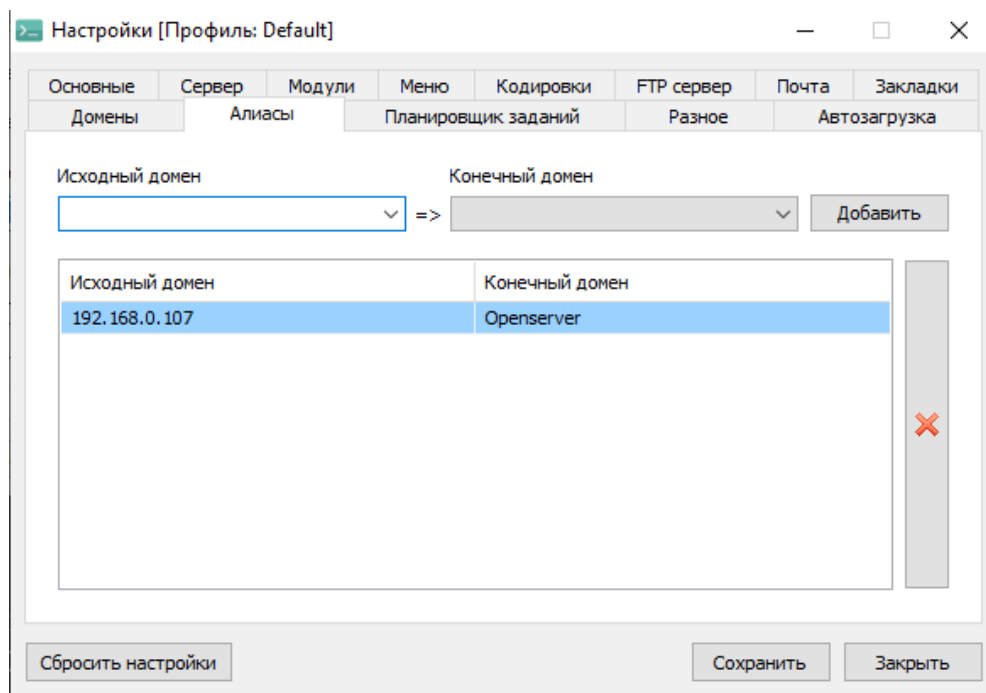 Настройки [Профиль: Default]
Основные Сервер Модули Меню Кодировки FTP сервер Почта Закладки
Домены Алиасы Планировщик заданий Разное Автозагрузка
Исходный домен Конечный домен
=> Добавить
Исходный домен Конечный домен
192.168.0.107 Openserver
Сбросить настройки Сохранить Закрыть